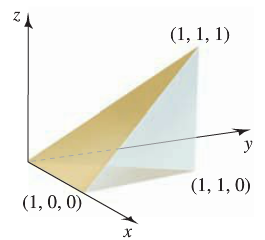 z
(1, 1, 1)
y
(1, 1, 0)
(1, 0, 0)
x